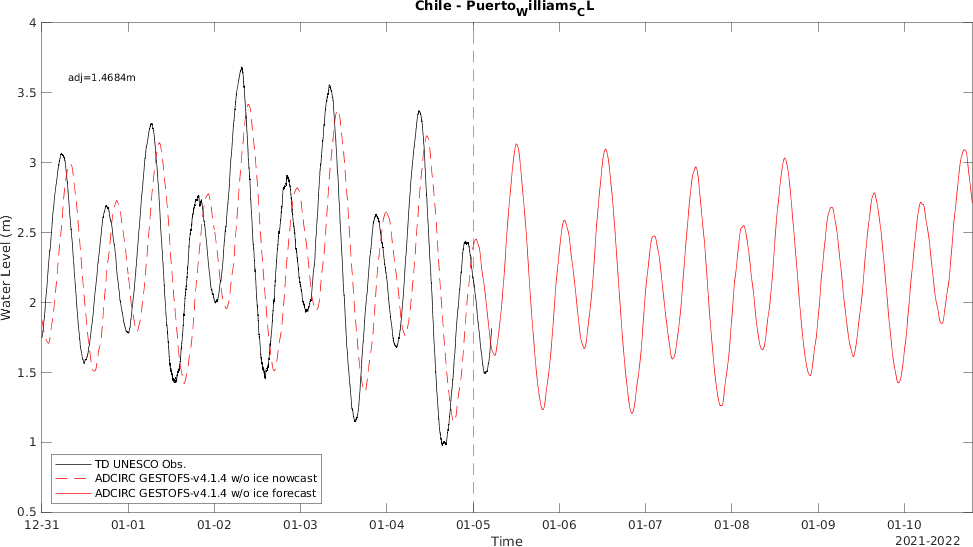 Chile - PuertoWilliamsCL
4
adj=1.4684m
3.5
3
2.5
Water Level (m)
2
1.5
1
0.5
TD UNESCO Obs.
ADCIRC GESTOFS-v4.1.4 w/o ice nowcast
ADCIRC GESTOFS-v4.1.4 w/o ice forecast
12-31 01-01 01-02 01-03 01-04 01-05 01-06 01-07 01-08 01-09 01-10
Time
2021-2022